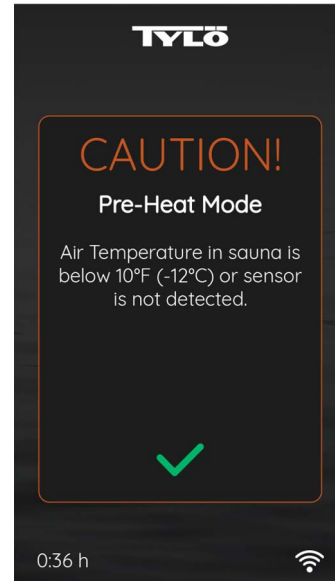 TYLÖ
CAUTION!
Pre-Heat Mode
Air Temperature in sauna is
below 10°F (-12°C) or sensor
is not detected.
0:36 h